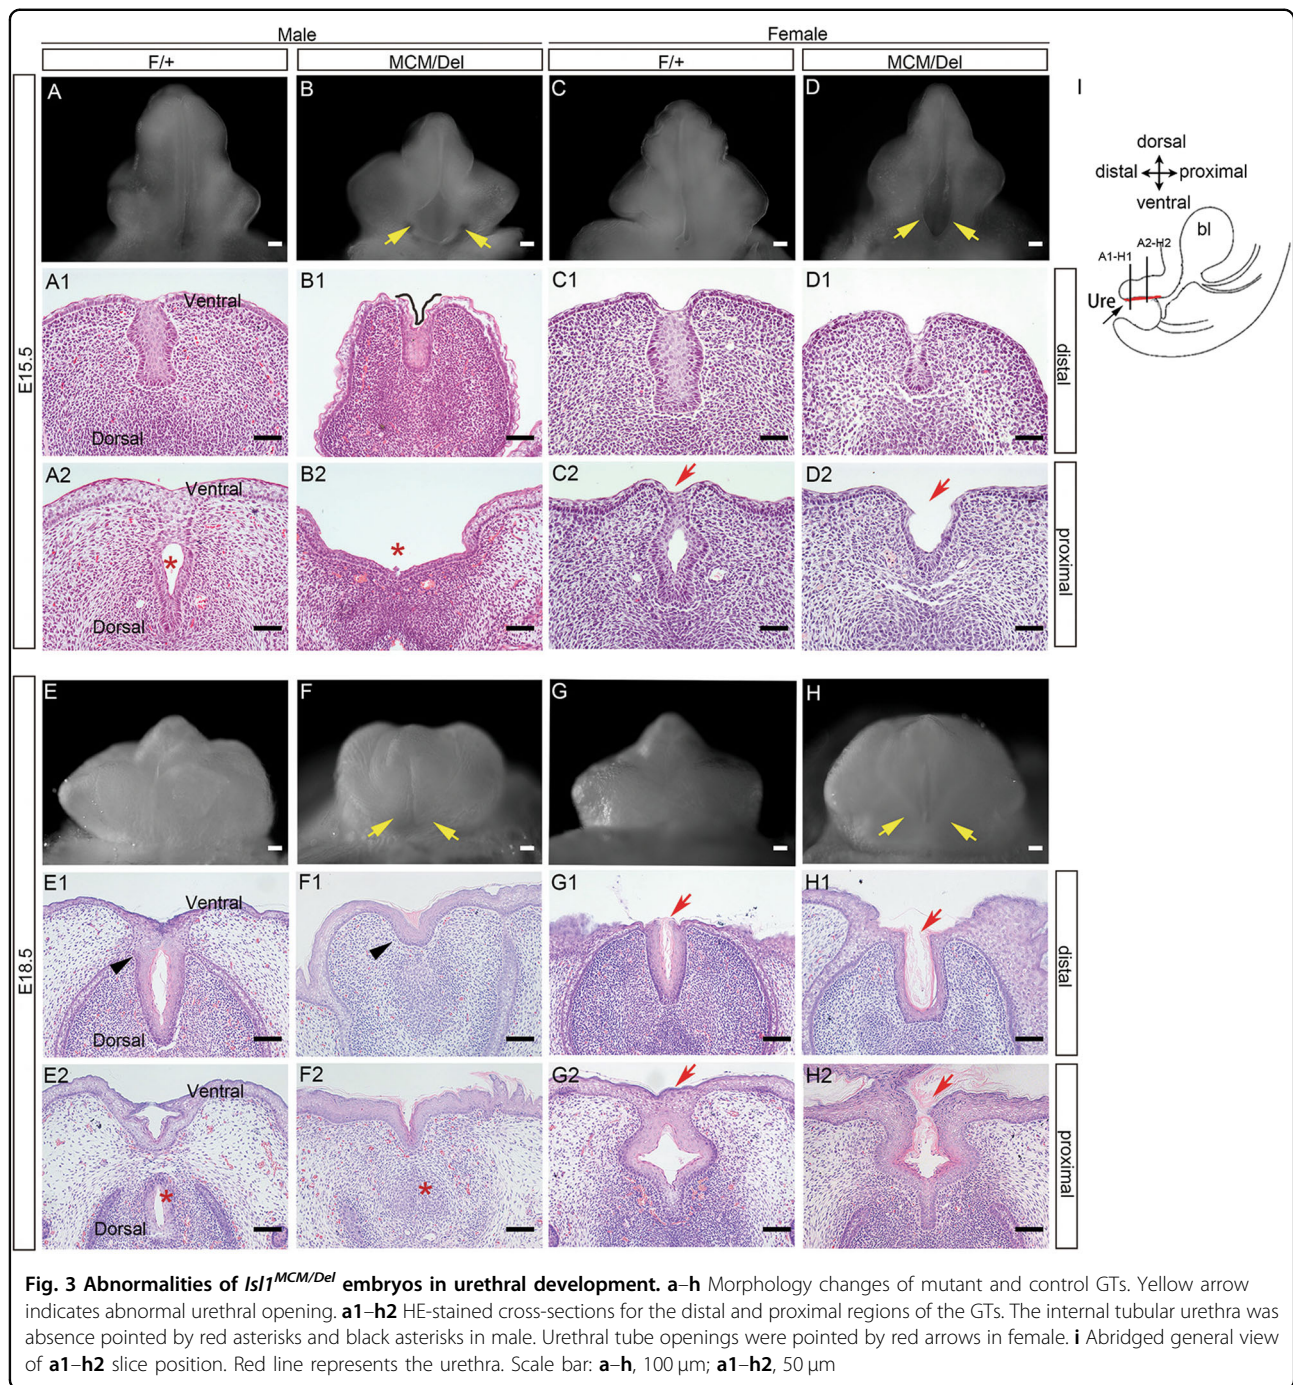 Male Female
F/+ MCM/Del F/+ MCM/Del
E15.5
A B C D
I
dorsal
distal proximal
ventral
bl
A1-H1 A2-H2
Ure
A1 Ventral B1 C1 D1
Dorsal
distal
A2 Ventral B2 * C2 D2
*
Dorsal
proximal
E18.5
E F G H
E1 Ventral F1 G1 H1
Dorsal
distal
E2 Ventral F2 G2 H2
* *
Dorsal
proximal
Fig. 3 Abnormalities of Isl1MCM/Del embryos in urethral development. a–h Morphology changes of mutant and control GTs. Yellow arrow
indicates abnormal urethral opening. a1–h2 HE-stained cross-sections for the distal and proximal regions of the GTs. The internal tubular urethra was
absence pointed by red asterisks and black asterisks in male. Urethral tube openings were pointed by red arrows in female. i Abridged general view
of a1–h2 slice position. Red line represents the urethra. Scale bar: a–h, 100 μm; a1–h2, 50 μm